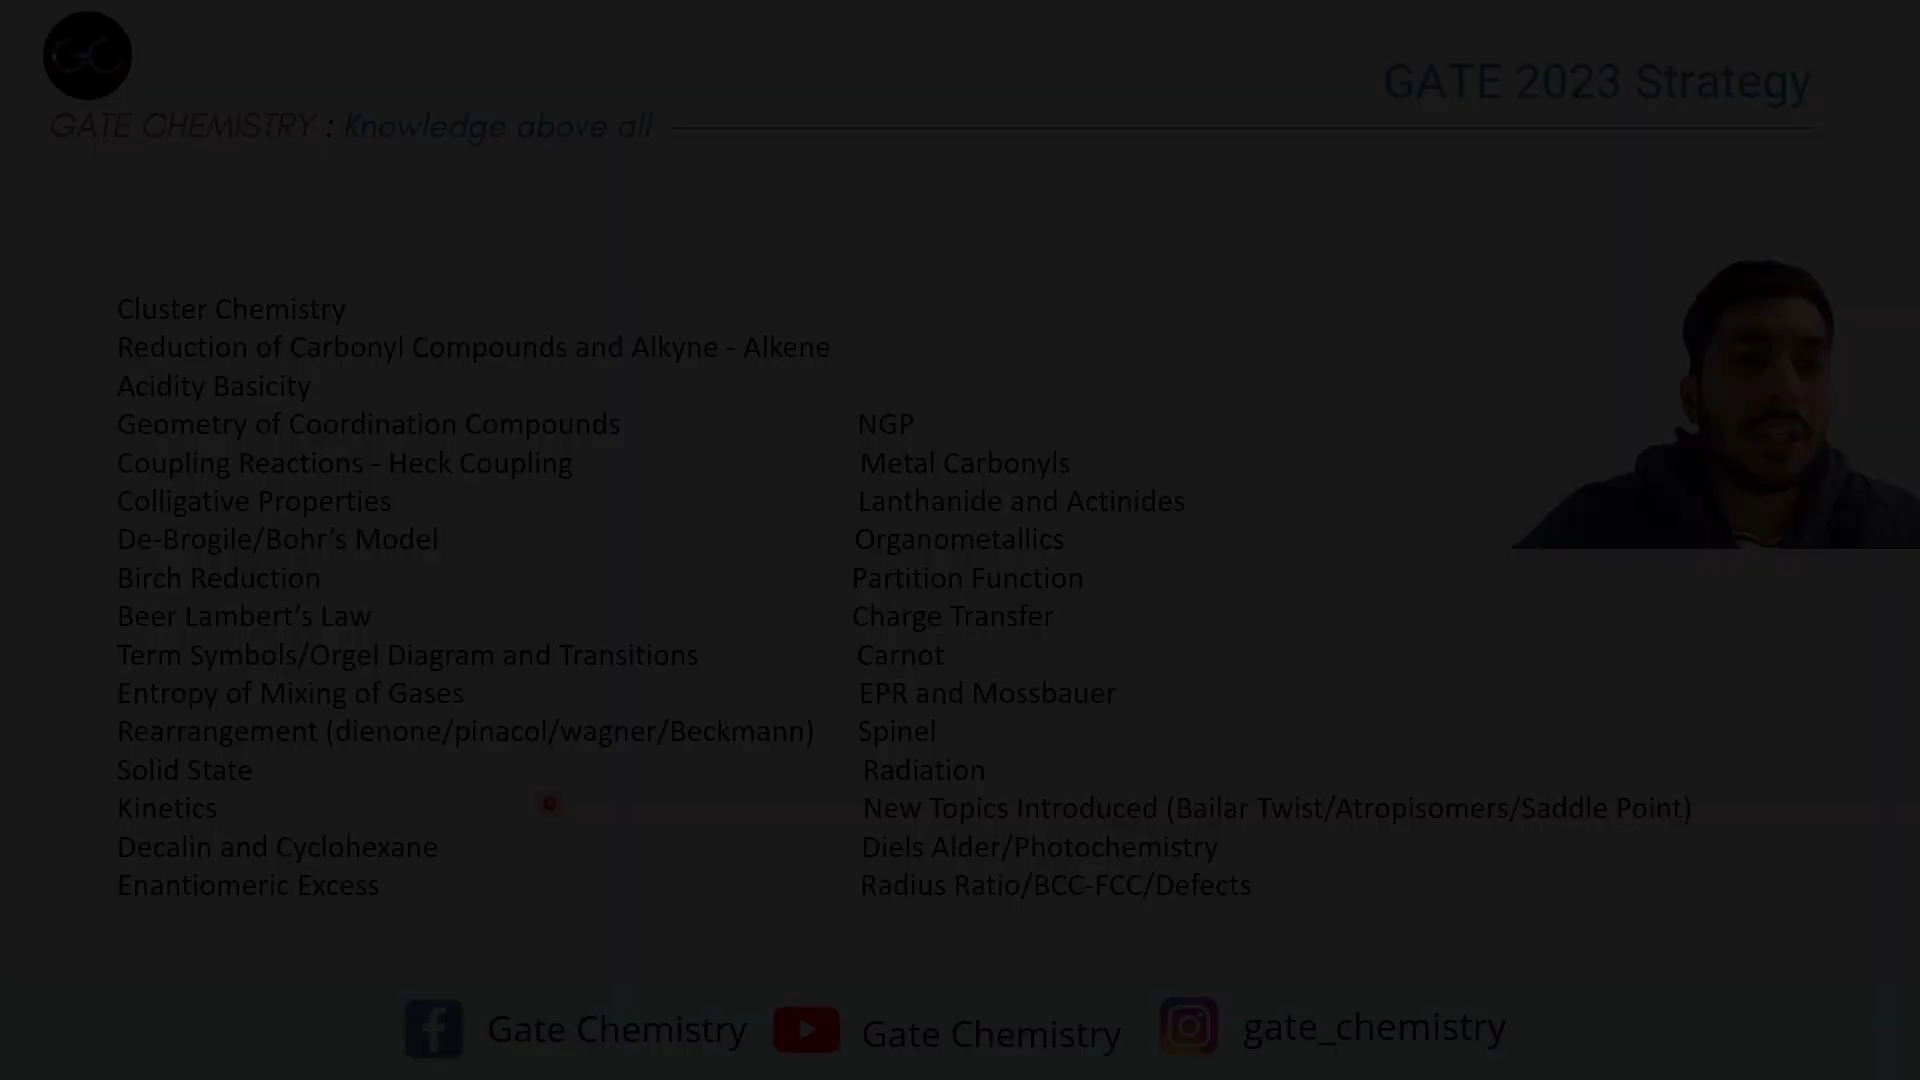 GC
GATE 2023 Strategy
GATE CHEMISTRY : Knowledge above all
Cluster Chemistry
Reduction of Carbonyl Compounds and Alkyne - Alkene
Acidity Basicity
Geometry of Coordination Compounds
Coupling Reactions - Heck Coupling
Colligative Properties
De-Brogile/Bohr’s Model
Birch Reduction
Beer Lambert’s Law
Term Symbols/Orgel Diagram and Transitions
Entropy of Mixing of Gases
Rearrangement (dienone/pinacol/wagner/Beckmann)
Solid State
Kinetics
Decalin and Cyclohexane
Enantiomeric Excess
NGP
Metal Carbonyls
Lanthanide and Actinides
Organometallics
Partition Function
Charge Transfer
Carnot
EPR and Mossbauer
Spinel
Radiation
New Topics Introduced (Bailar Twist/Atropisomers/Saddle Point)
Diels Alder/Photochemistry
Radius Ratio/BCC-FCC/Defects
Gate Chemistry
Gate Chemistry
gate_chemistry